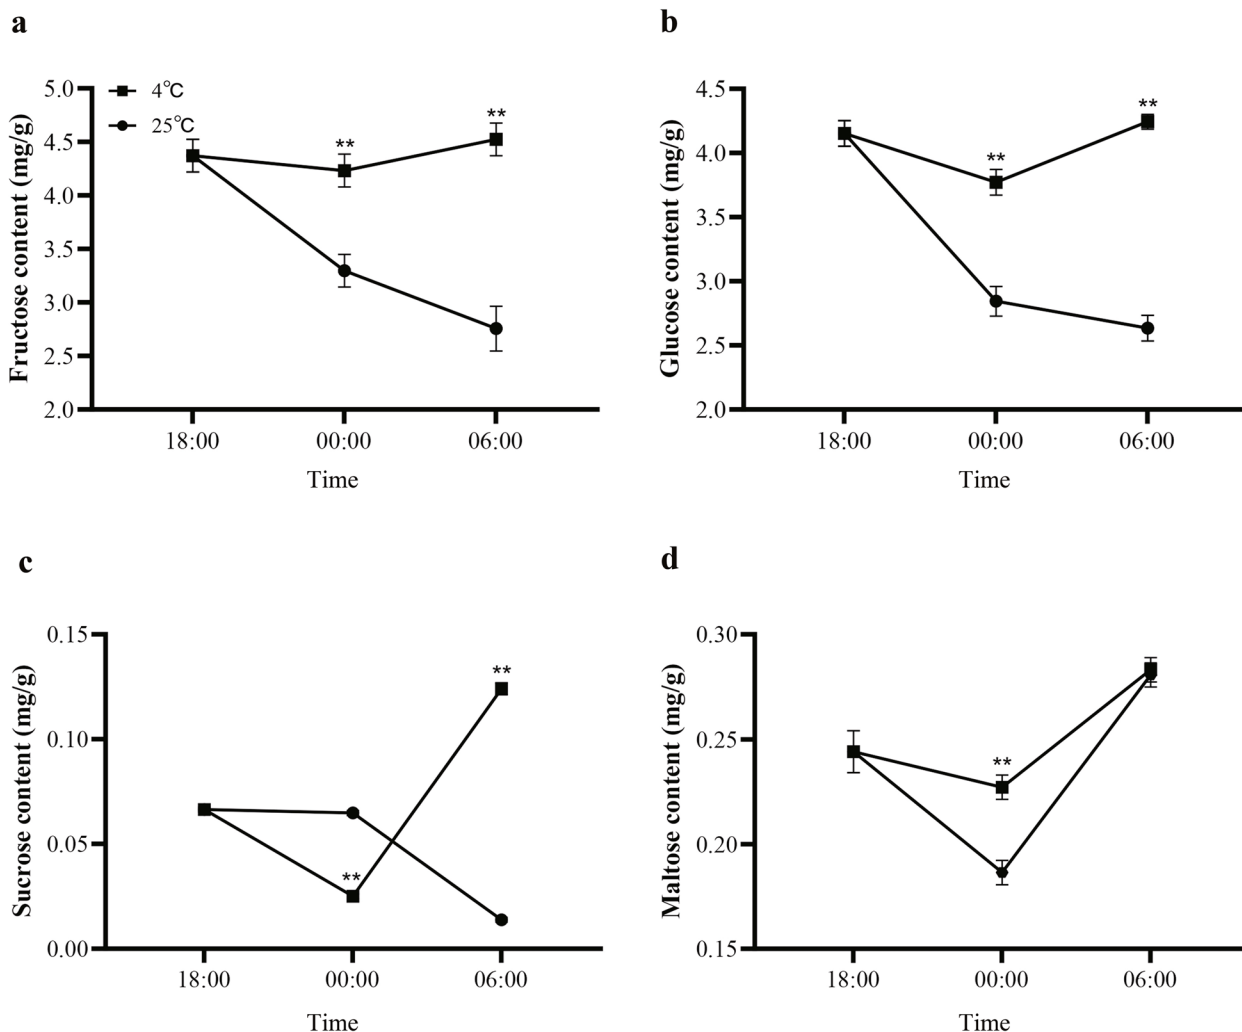 a
Fructose content (mg/g)
5.0
4.5
4.0
3.5
3.0
2.5
2.0
4℃
25℃
**
**
18:00 00:00 06:00
Time
b
Glucose content (mg/g)
4.5
4.0
3.5
3.0
2.5
2.0
**
**
18:00 00:00 06:00
Time
c
Sucrose content (mg/g)
0.15
0.10
0.05
0.00
**
**
18:00 00:00 06:00
Time
d
Maltose content (mg/g)
0.30
0.25
0.20
0.15
**
18:00 00:00 06:00
Time